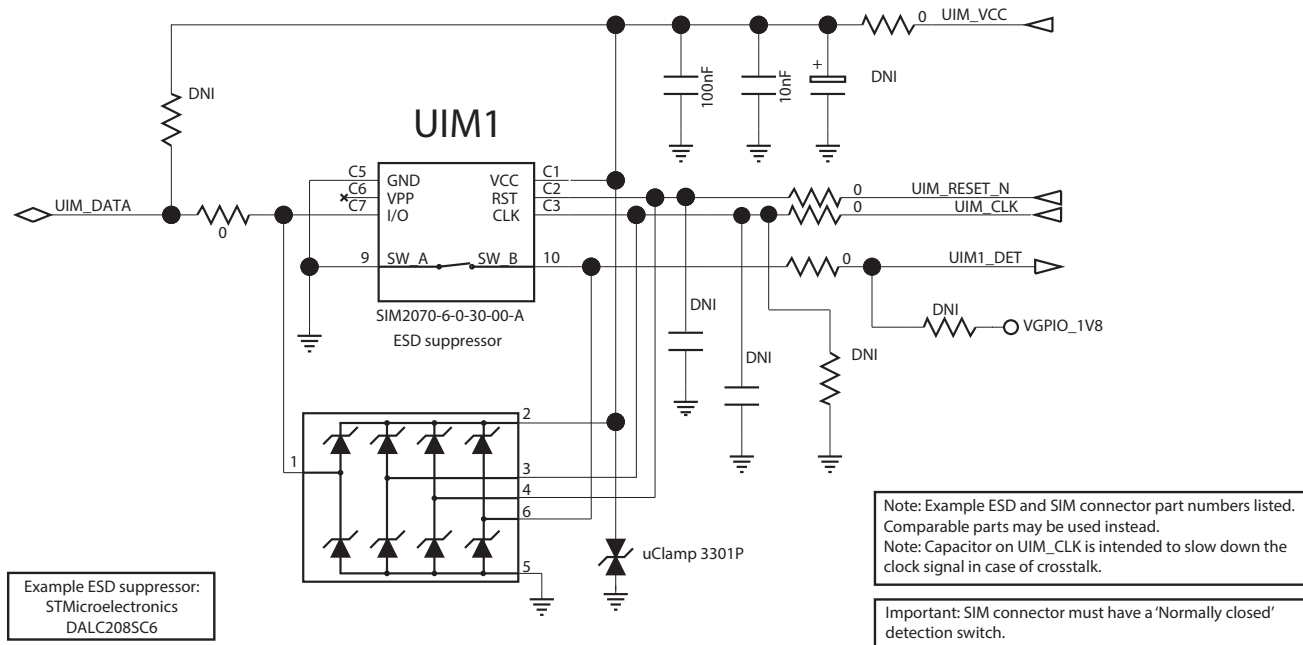 0 UIM_VCC
DNI
100nF
10nF
+
DNI
UIM1
C5 GND VCC C1
C6 VPP RST C2
C7 I/O CLK C3
UIM_DATA
0
0 UIM_RESET_N
0 UIM_CLK
9 SW_A SW_B 10
0 UIM1_DET
SIM2070-6-0-30-00-A
ESD suppressor
DNI
DNI
DNI
DNI
VGPIO_1V8
1
2
3
4
6
5
uClamp 3301P
Example ESD suppressor:
STMicroelectronics
DALC208SC6
Note: Example ESD and SIM connector part numbers listed.
Comparable parts may be used instead.
Note: Capacitor on UIM_CLK is intended to slow down the
clock signal in case of crosstalk.
Important: SIM connector must have a 'Normally closed'
detection switch.